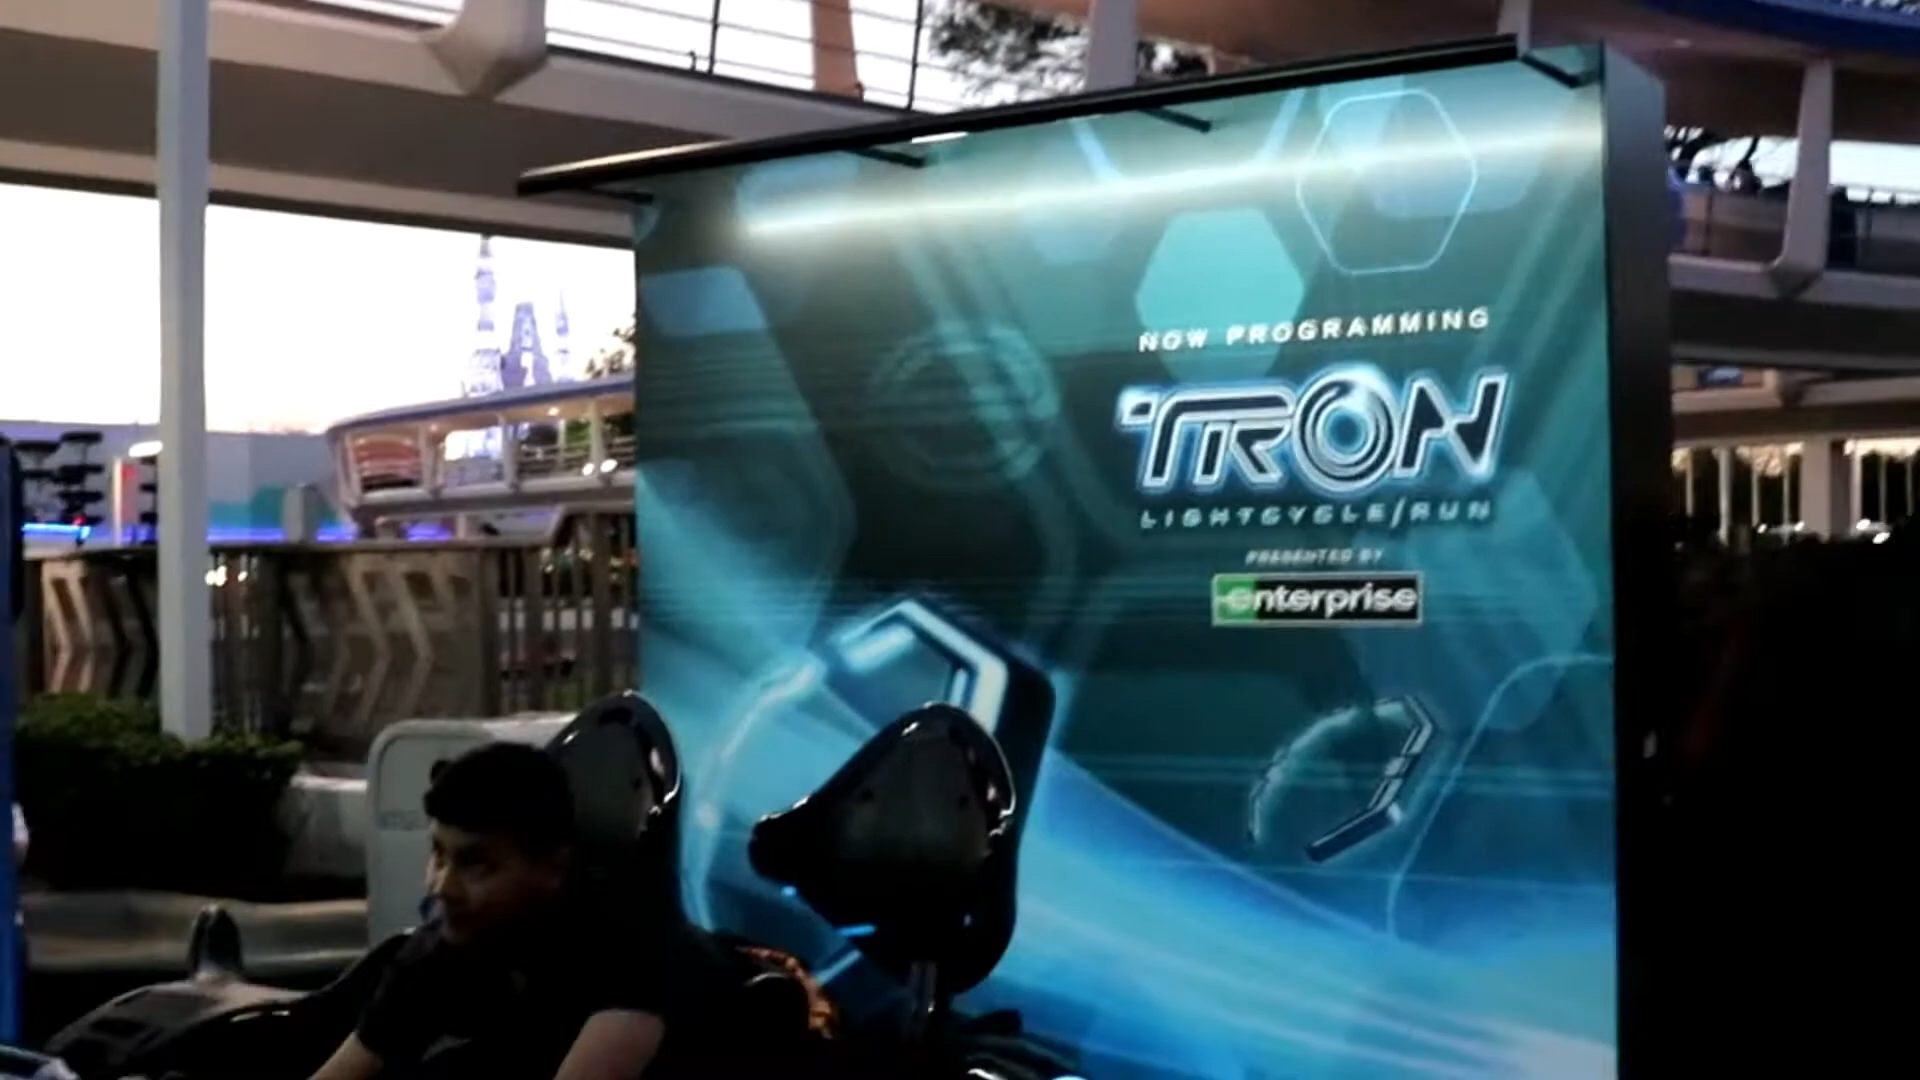 NOW PROGRAMMING
TRON
LIGHTCYCLE/RUN
PRESENTED BY
enterprise